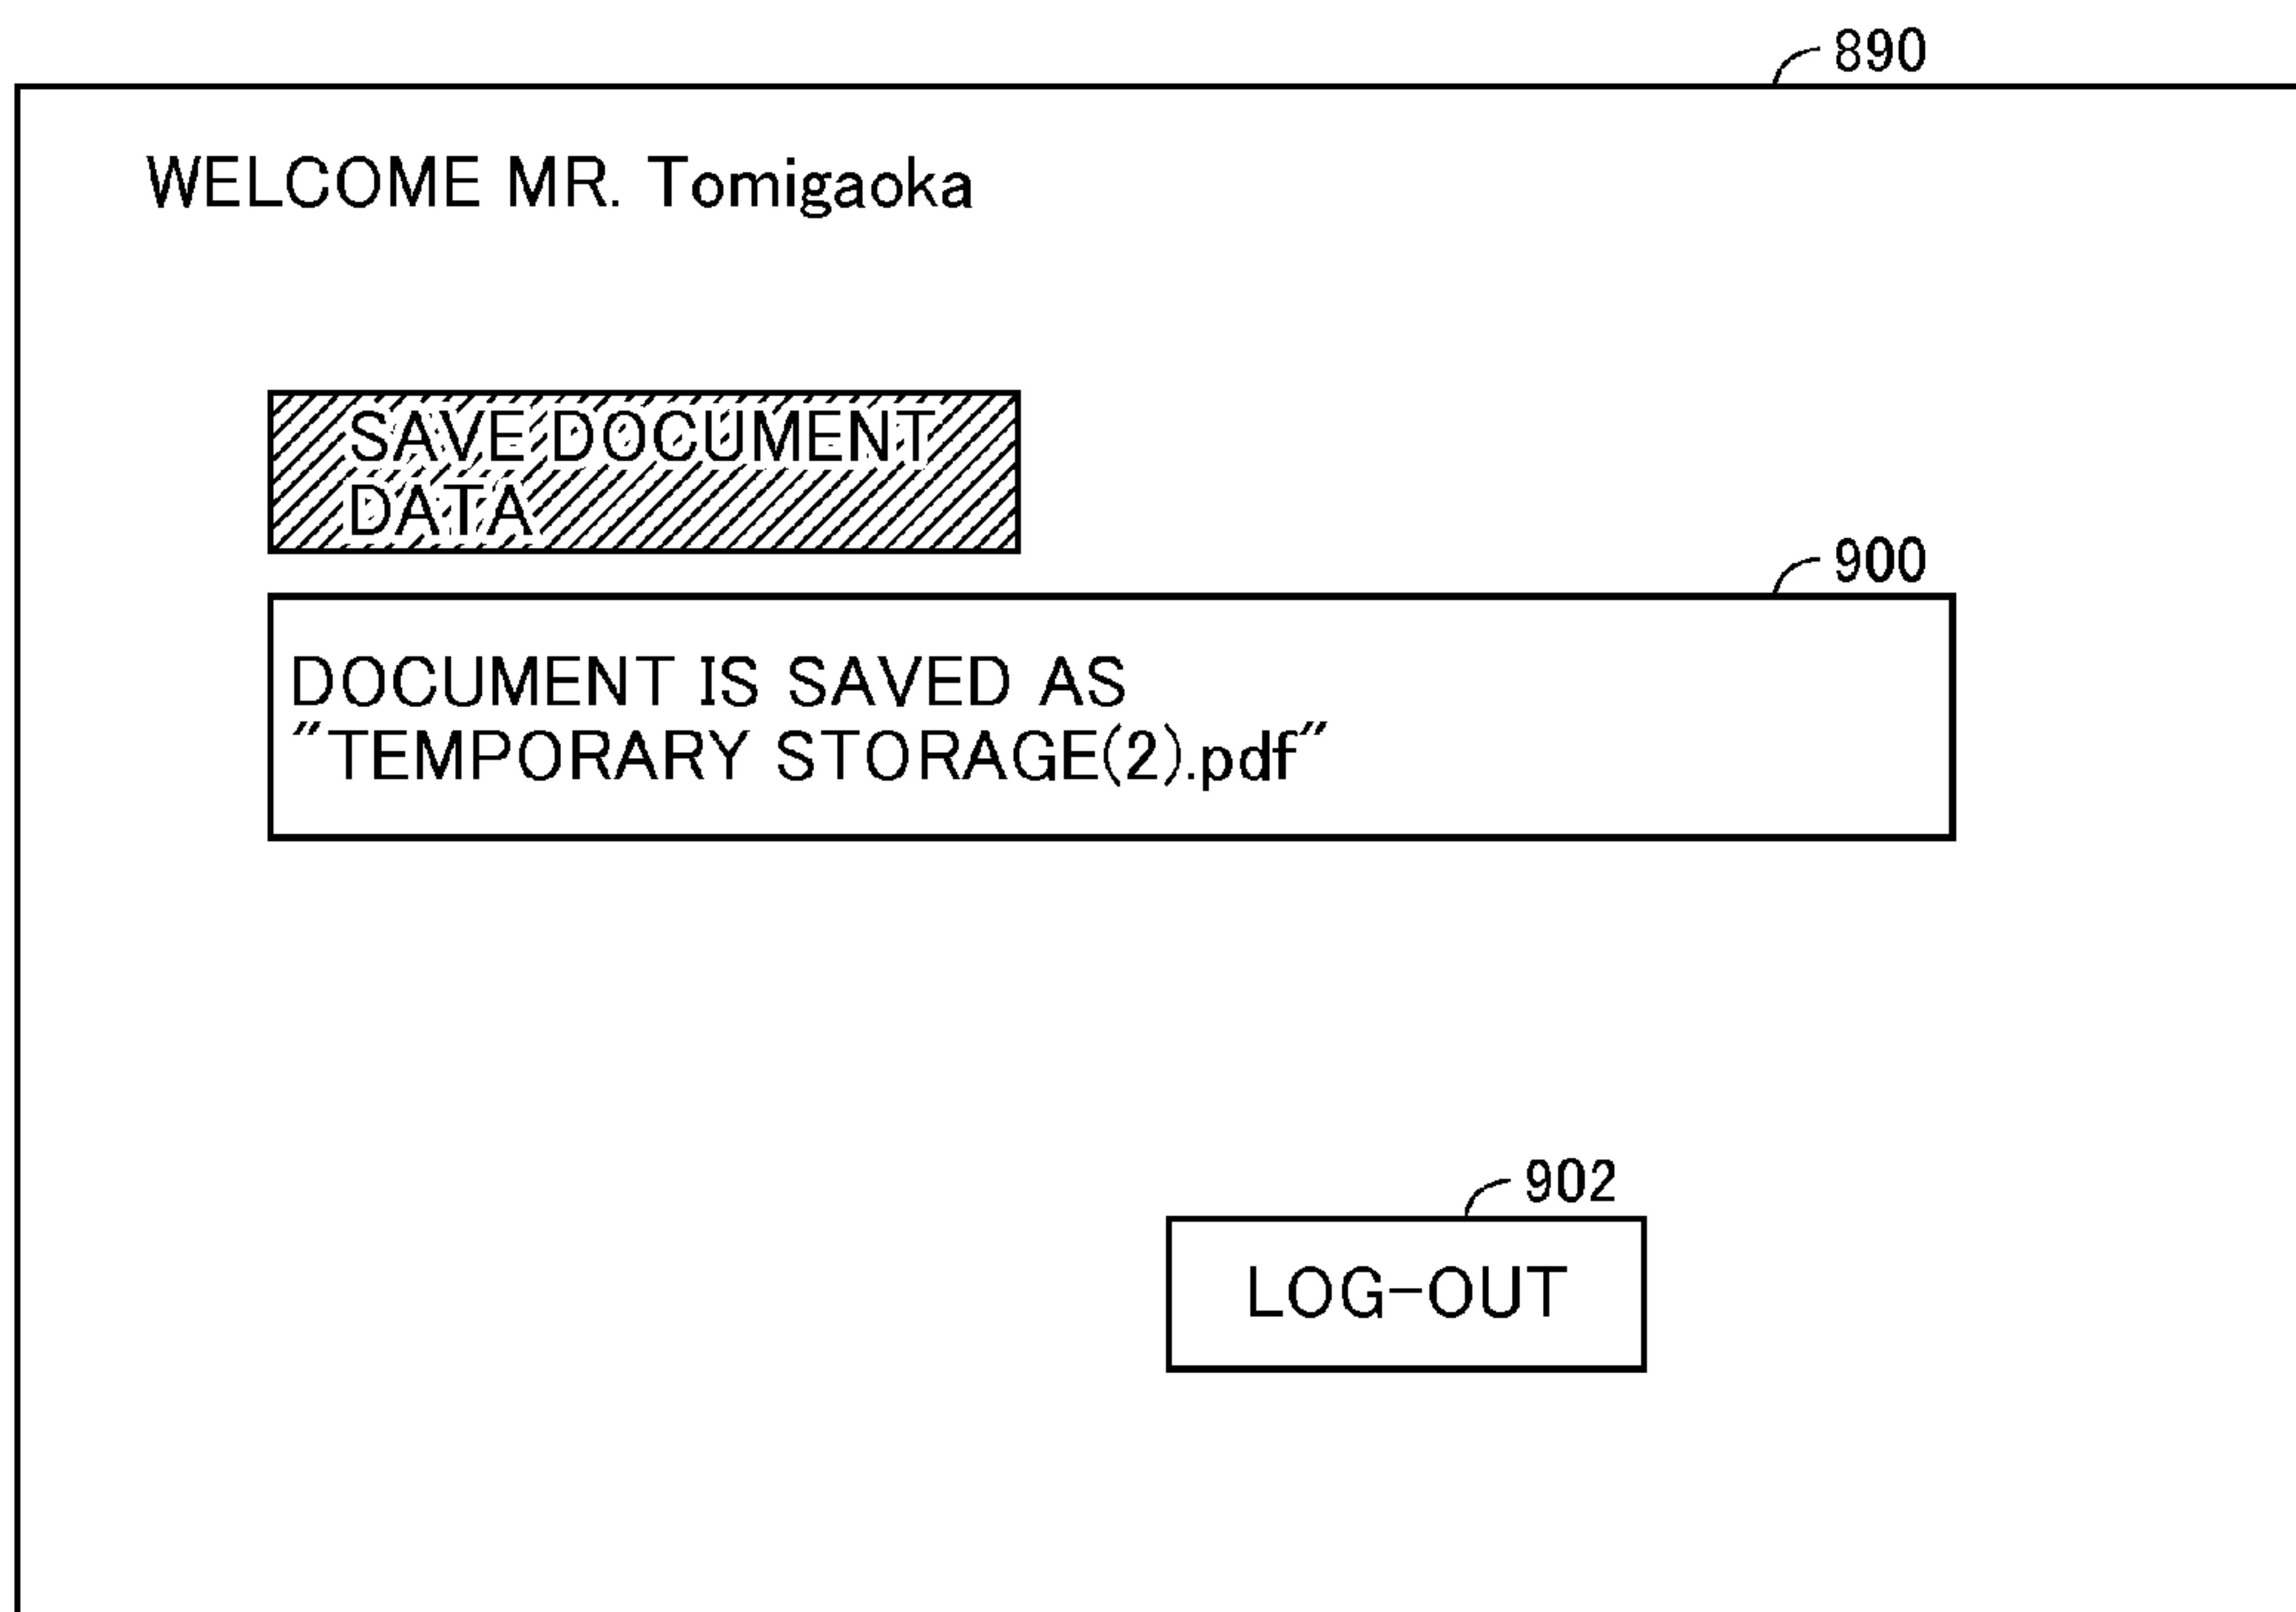 890
WELCOME MR. Tomigaoka
SAVE DOCUMENT
DATA
900
DOCUMENT IS SAVED AS
"TEMPORARY STORAGE(2).pdf"
902
LOG-OUT